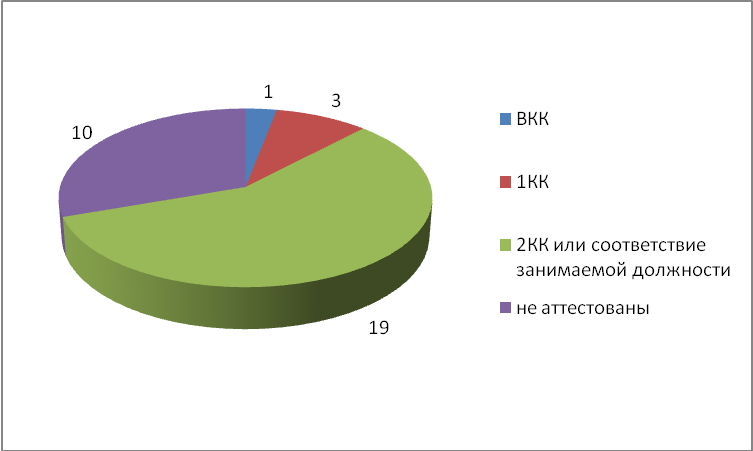 1
3
10
19
ВКК
1КК
2КК или соответствие
занимаемой должности
не аттестованы